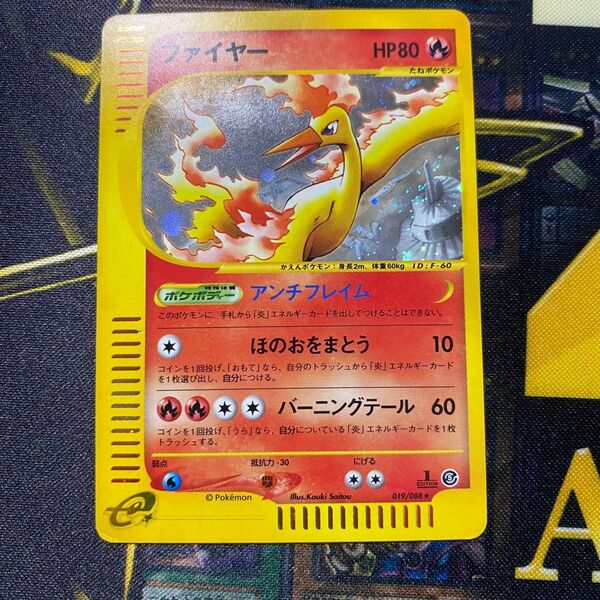 ファイヤー HP80
たねポケモン
かえんポケモン：身長2m、体重60kg ID:F-60
特殊体質
ポケボディー アンチフレイム
このポケモンに、手札から「炎」エネルギーカードを出してつけることはできない。
ほのおをまとう 10
コインを1回投げ、「おもて」なら、自分のトラッシュから「炎」エネルギーカード
を1枚選び出し、自分につける。
バーニングテール 60
コインを1回投げ、「うら」なら、自分についている「炎」エネルギーカードを1枚
トラッシュする。
弱点 抵抗力 -30 にげる
1
EDITION
e
©Pokémon Illus.Kouki Saitou 019/088 ★
A